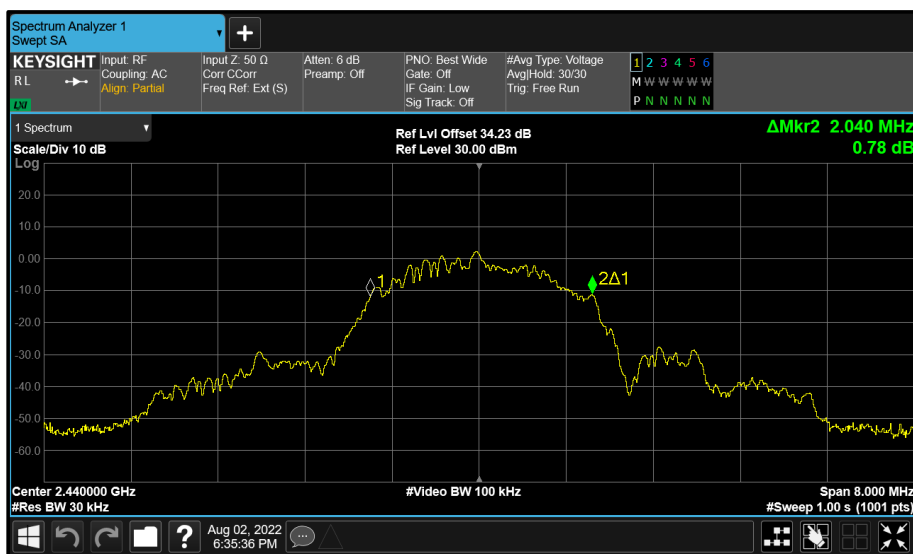 Spectrum Analyzer 1
Swept SA
+
KEYSIGHT
R L
LXI
Input: RF
Coupling: AC
Align: Partial
Input Z: 50 Ω
Corr CCorr
Freq Ref: Ext (S)
Atten: 6 dB
Preamp: Off
PNO: Best Wide
Gate: Off
IF Gain: Low
Sig Track: Off
#Avg Type: Voltage
Avg|Hold: 30/30
Trig: Free Run
1 2 3 4 5 6
M W W W W W
P N N N N N
1 Spectrum
Scale/Div 10 dB
Ref Lvl Offset 34.23 dB
Ref Level 30.00 dBm
ΔMkr2 2.040 MHz
0.78 dB
Log
20.0
10.0
0.00
-10.0
-20.0
-30.0
-40.0
-50.0
-60.0
1
2Δ1
Center 2.440000 GHz
#Res BW 30 kHz
#Video BW 100 kHz
Span 8.000 MHz
#Sweep 1.00 s (1001 pts)
?
Aug 02, 2022
6:35:36 PM